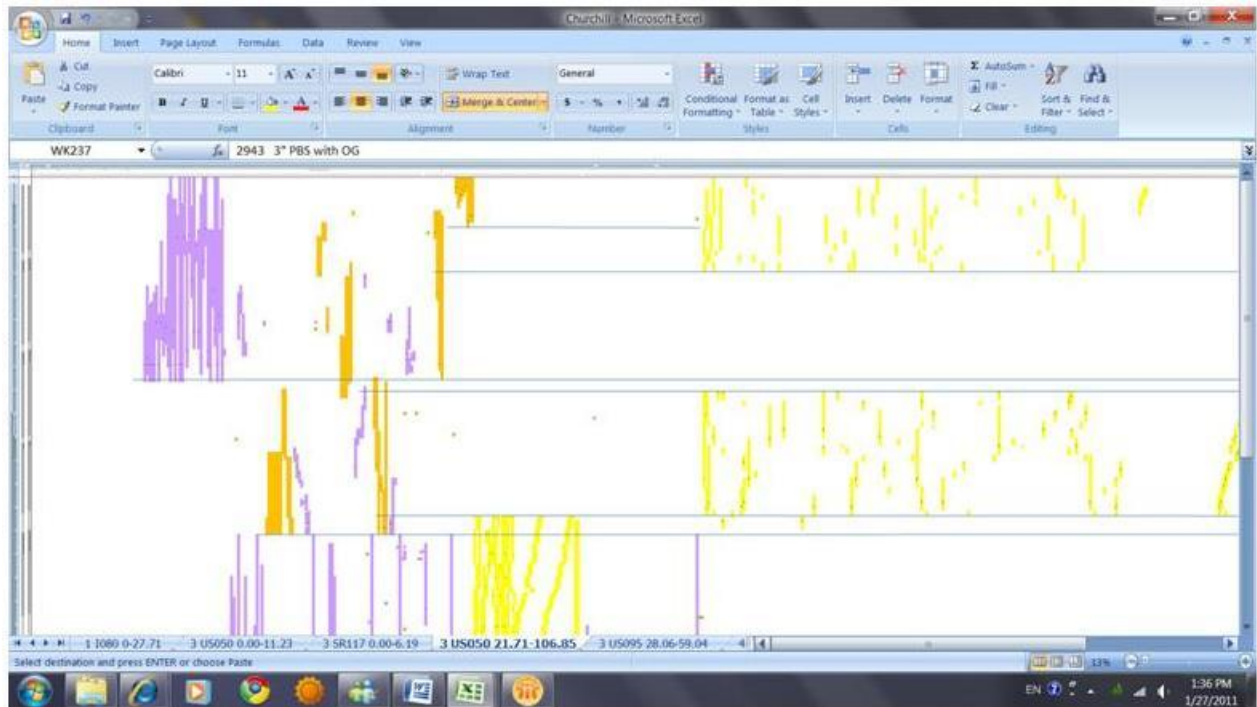 Churchill - Microsoft Excel
Home Insert Page Layout Formulas Data Review View
Paste
Cut
Copy
Format Painter
Clipboard
Calibri 11 A A
B I U A
Font
Wrap Text
Merge & Center
Alignment
General
$ % ,
Number
Conditional Formatting
Format as Table
Cell Styles
Styles
Insert Delete Format
Cells
Σ AutoSum
Fill
Clear
Sort & Filter
Find & Select
Editing
WK237 fx 2943 3" PBS with OG
1 I080 0-27.71 3 US050 0.00-11.23 3 SR117 0.00-6.19 3 US050 21.71-106.85 3 US095 28.06-59.04 4
Select destination and press ENTER or choose Paste 13%
EN 1:36 PM
1/27/2011